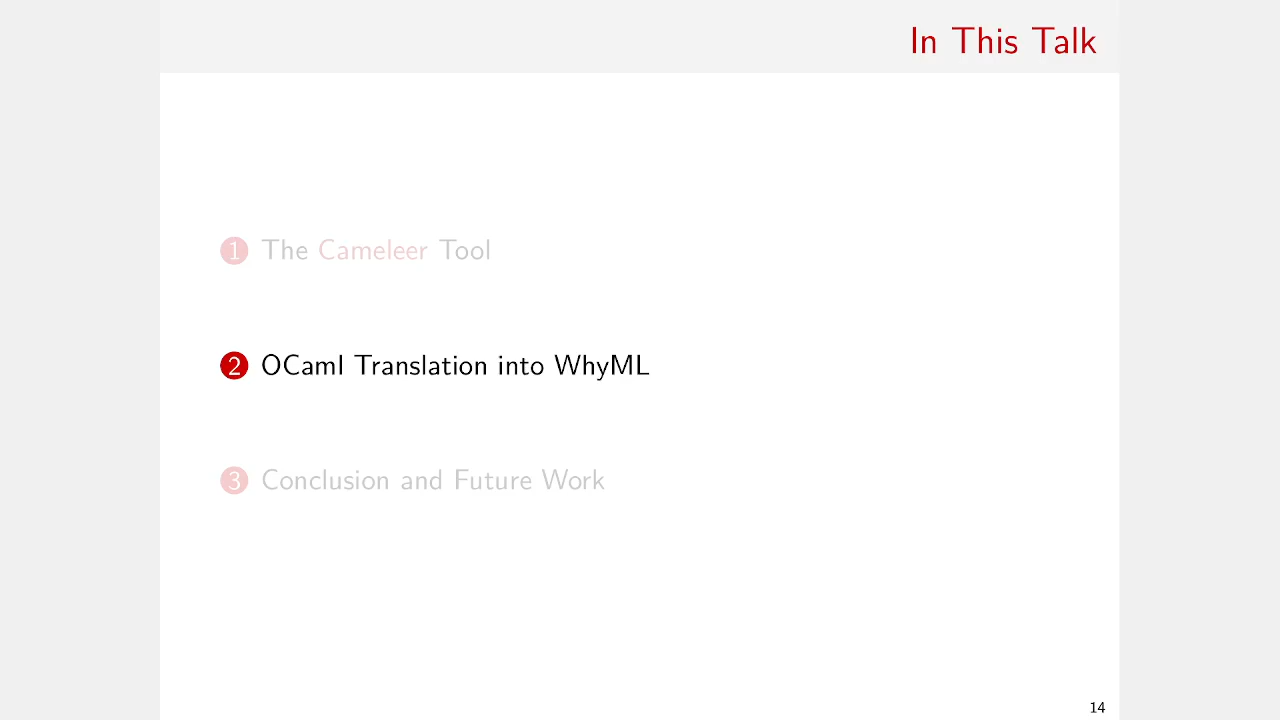 In This Talk
1 The Cameleer Tool
2 OCaml Translation into WhyML
3 Conclusion and Future Work
14